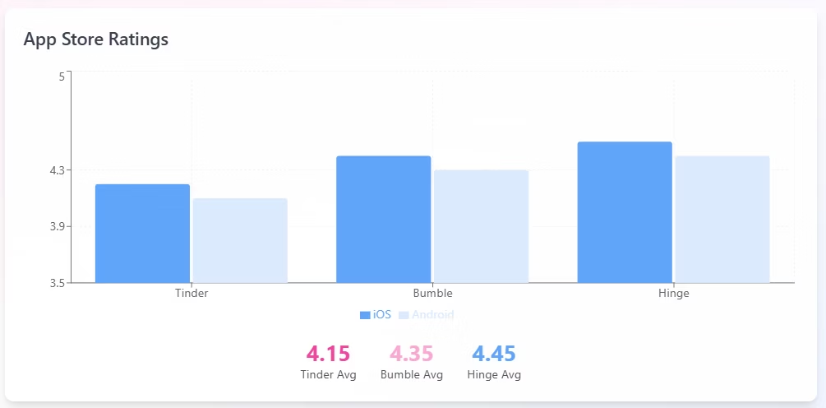 App Store Ratings
5
4.3
3.9
3.5
Tinder Bumble Hinge
iOS Android
4.15 4.35 4.45
Tinder Avg Bumble Avg Hinge Avg